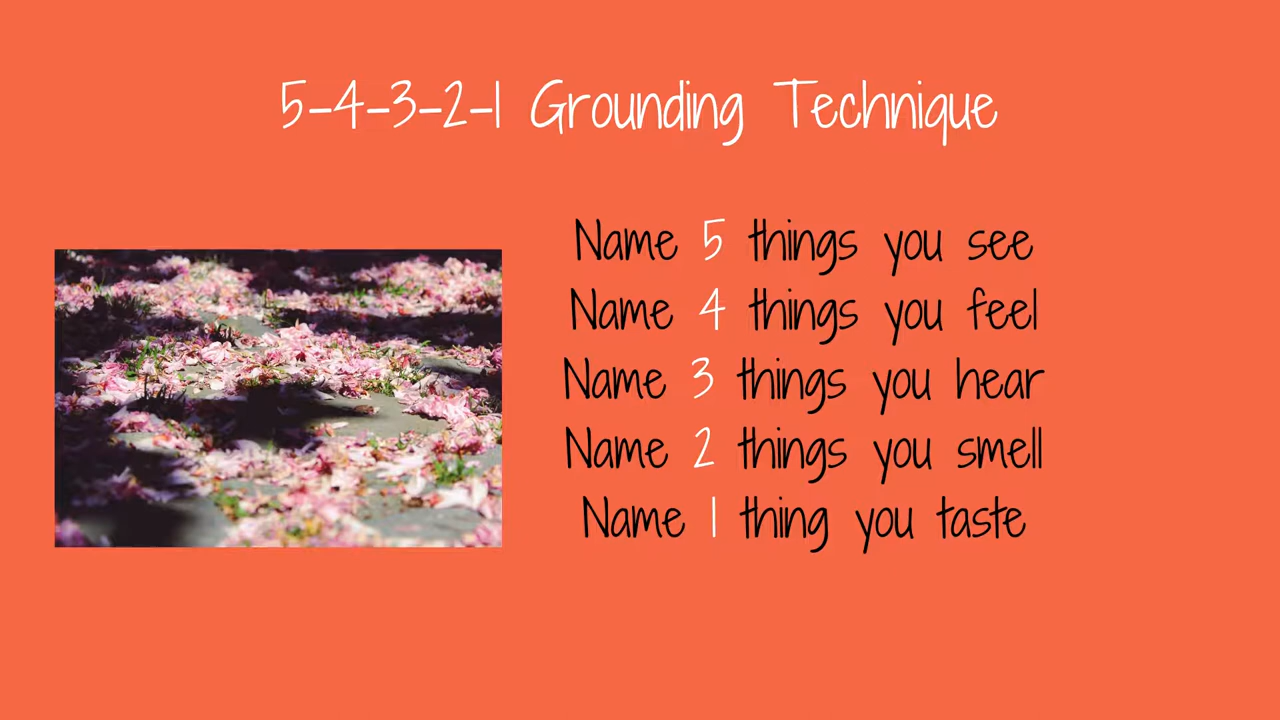 5-4-3-2-1 Grounding Technique
Name 5 things you see
Name 4 things you feel
Name 3 things you hear
Name 2 things you smell
Name 1 thing you taste